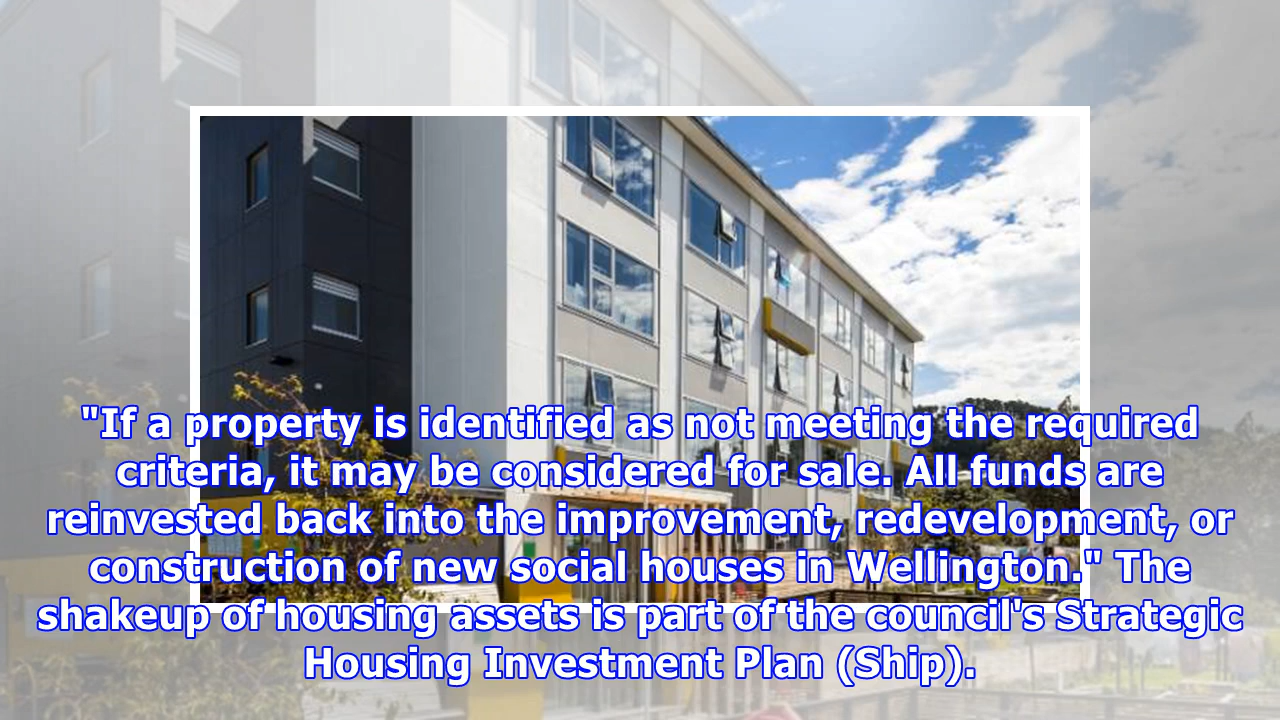 "If a property is identified as not meeting the required
criteria, it may be considered for sale. All funds are
reinvested back into the improvement, redevelopment, or
construction of new social houses in Wellington." The
shakeup of housing assets is part of the council's Strategic
Housing Investment Plan (Ship).